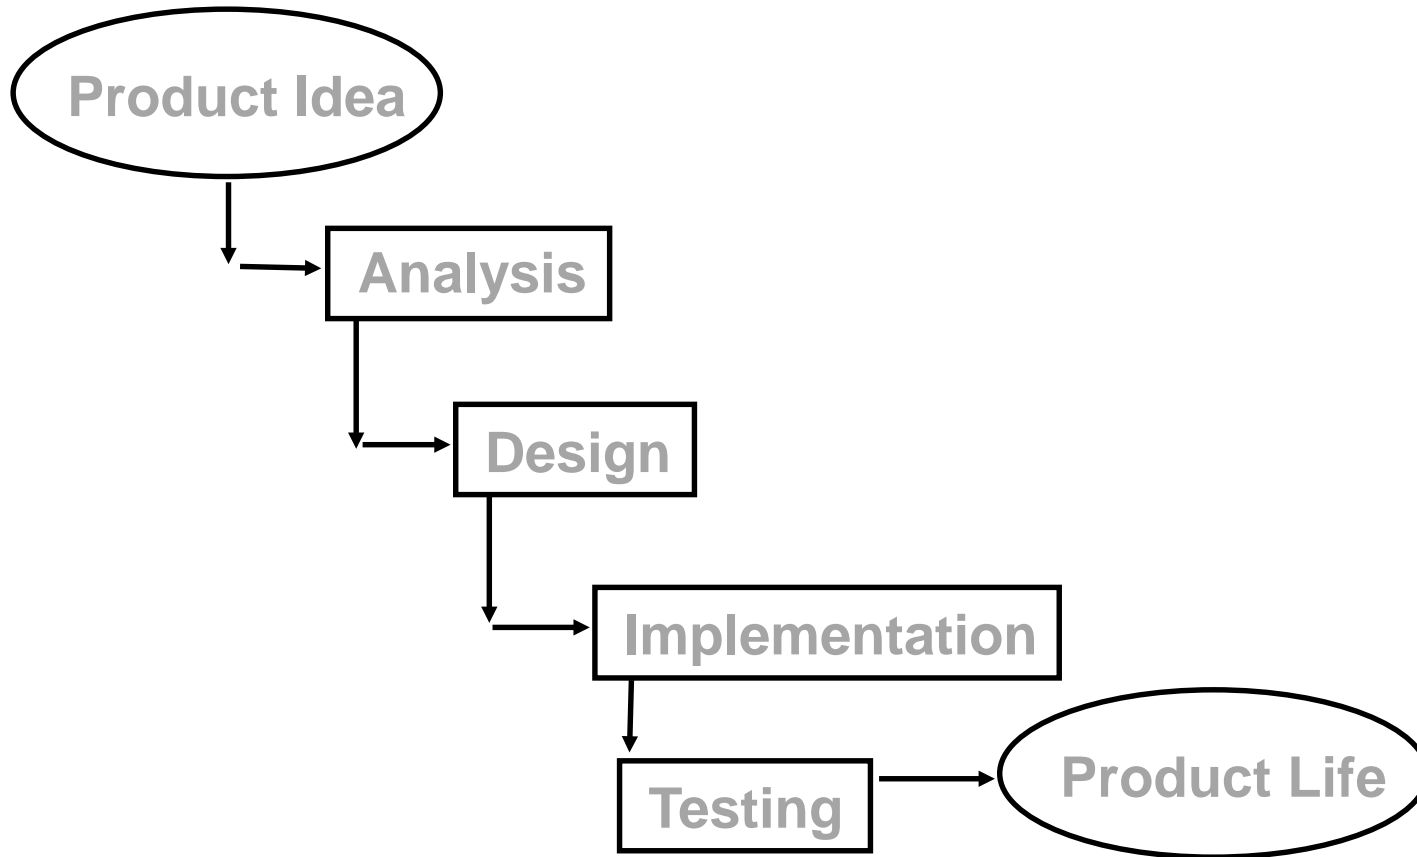 Product Idea
Analysis
Design
Implementation
Testing
Product Life